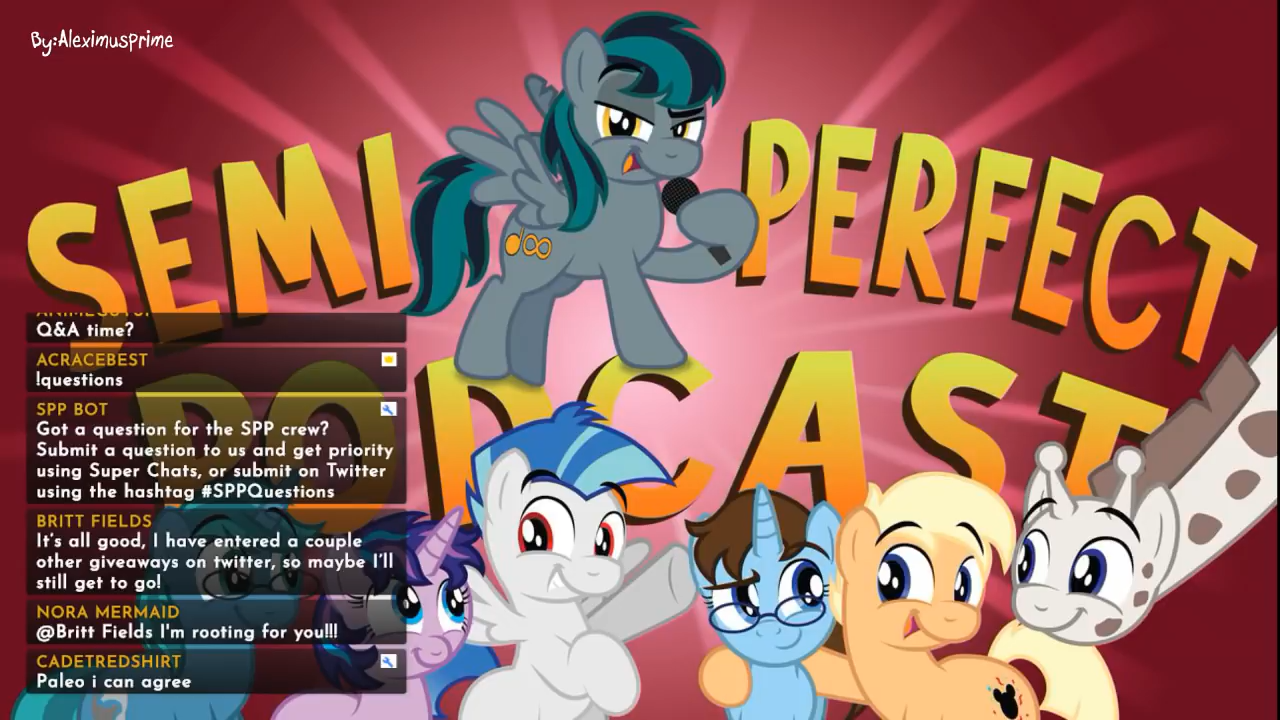 By:Aleximusprime
SEMI PERFECT
PODCAST
Q&A time?
ACRACEBEST
!questions
SPP BOT
Got a question for the SPP crew?
Submit a question to us and get priority
using Super Chats, or submit on Twitter
using the hashtag #SPPQuestions
BRITT FIELDS
It's all good, I have entered a couple
other giveaways on twitter, so maybe I'll
still get to go!
NORA MERMAID
@Britt Fields I'm rooting for you!!!
CADETREDSHIRT
Paleo i can agree